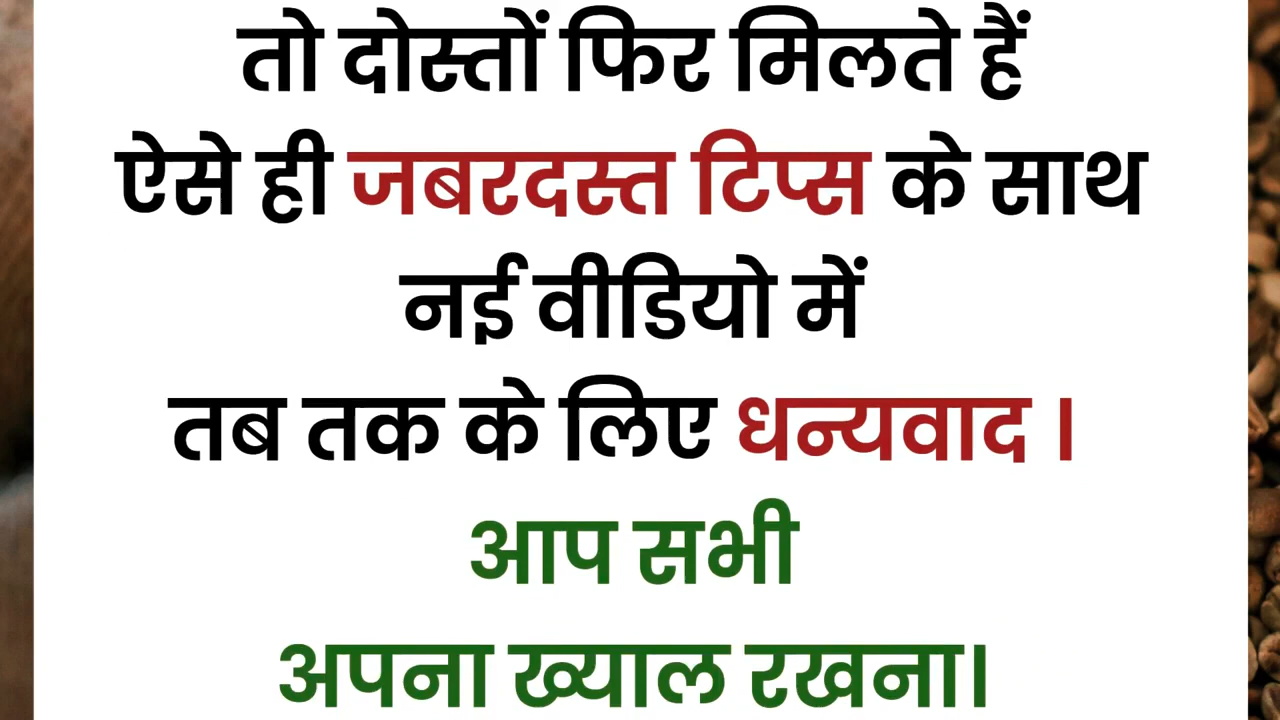 तो दोस्तों फिर मिलते हैं
ऐसे ही जबरदस्त टिप्स के साथ
नई वीडियो में
तब तक के लिए धन्यवाद ।
आप सभी
अपना ख्याल रखना।